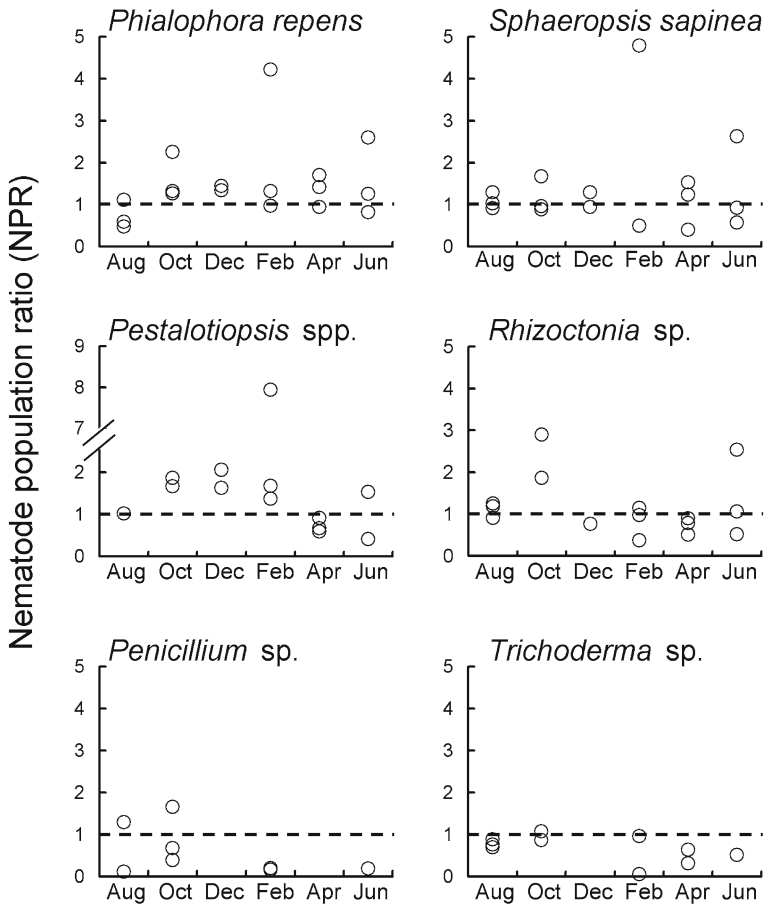 Nematode population ratio (NPR)
Phialophora repens
5
4
3
2
1
0
Aug Oct Dec Feb Apr Jun
Sphaeropsis sapinea
5
4
3
2
1
0
Aug Oct Dec Feb Apr Jun
Pestalotiopsis spp.
9
8
7
2
1
0
Aug Oct Dec Feb Apr Jun
Rhizoctonia sp.
5
4
3
2
1
0
Aug Oct Dec Feb Apr Jun
Penicillium sp.
5
4
3
2
1
0
Aug Oct Dec Feb Apr Jun
Trichoderma sp.
5
4
3
2
1
0
Aug Oct Dec Feb Apr Jun